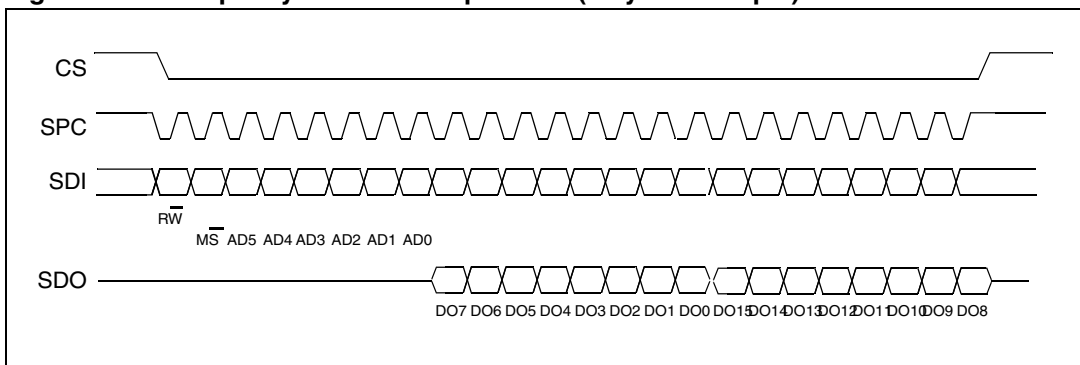 CS
SPC
SDI
RW
MS AD5 AD4 AD3 AD2 AD1 AD0
SDO
DO7 DO6 DO5 DO4 DO3 DO2 DO1 DO0 DO15 DO14 DO13 DO12 DO11 DO10 DO9 DO8